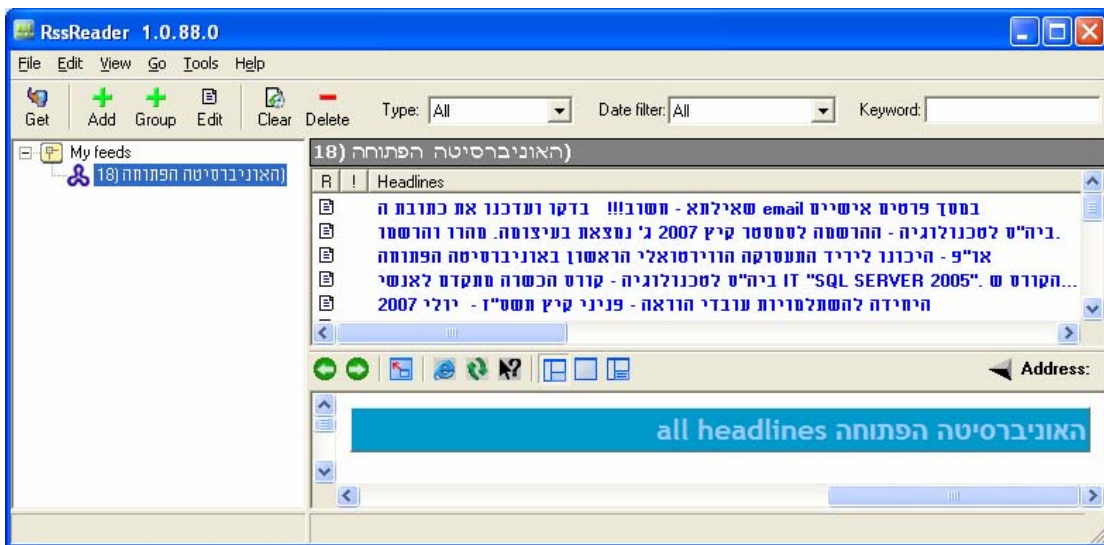 RssReader 1.0.88.0
File Edit View Go Tools Help
Get Add Group Edit Clear Delete Type: All Date filter: All Keyword:
My feeds
(האוניברסיטה הפתוחה (18
(האוניברסיטה הפתוחה (18
R ! Headlines
שאילתא - חשוב!!! בדקו ועדכנו את כתובת ה email במסך פרטים אישיים
ביה"ס לטכנולוגיה - ההרשמה לסמסטר קיץ 2007 ג' נמצאת בעיצומה. מהרו והרשמו.
או"פ - היכונו ליריד התעסוקה הווירטואלי הראשון באוניברסיטה הפתוחה
ביה"ס לטכנולוגיה - קורס הכשרה מתקדם לאנשי IT "SQL SERVER 2005". הקורס ש...
היחידה להשתלמויות עובדי הוראה - פניני קיץ תשס"ז - יולי 2007
Address:
האוניברסיטה הפתוחה all headlines